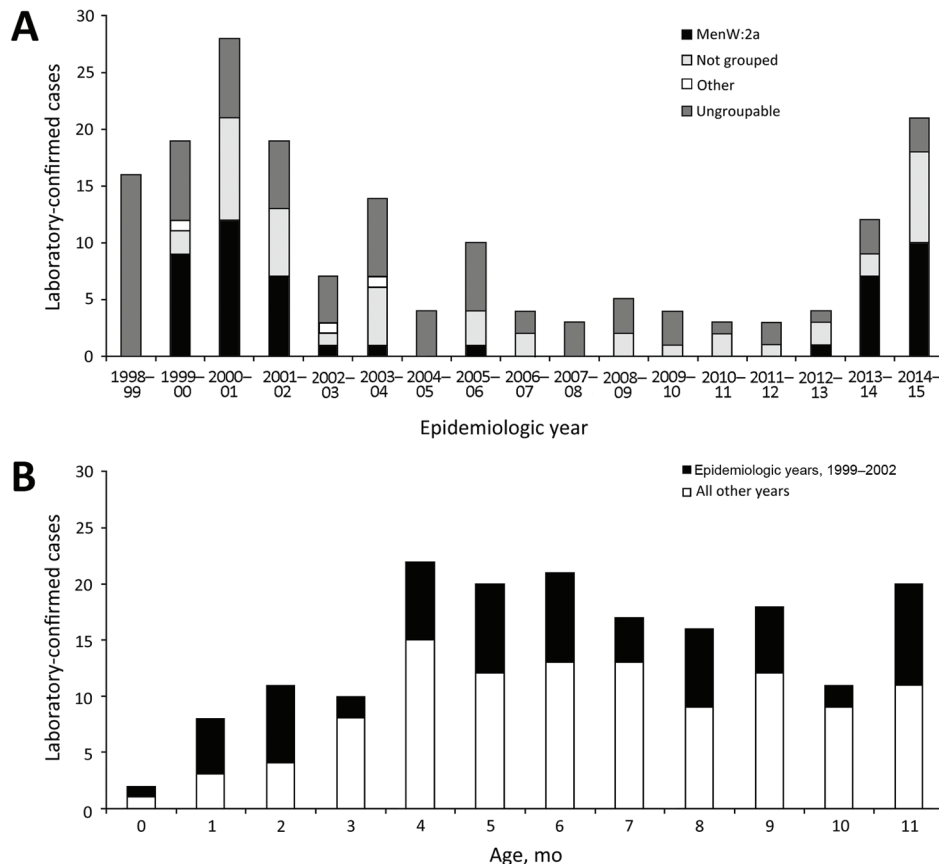 A
30
25
20
15
10
5
0
Laboratory-confirmed cases
MenW:2a
Not grouped
Other
Ungroupable
1998–99
1999–00
2000–01
2001–02
2002–03
2003–04
2004–05
2005–06
2006–07
2007–08
2008–09
2009–10
2010–11
2011–12
2012–13
2013–14
2014–15
Epidemiologic year
B
30
25
20
15
10
5
0
Laboratory-confirmed cases
Epidemiologic years, 1999–2002
All other years
0 1 2 3 4 5 6 7 8 9 10 11
Age, mo